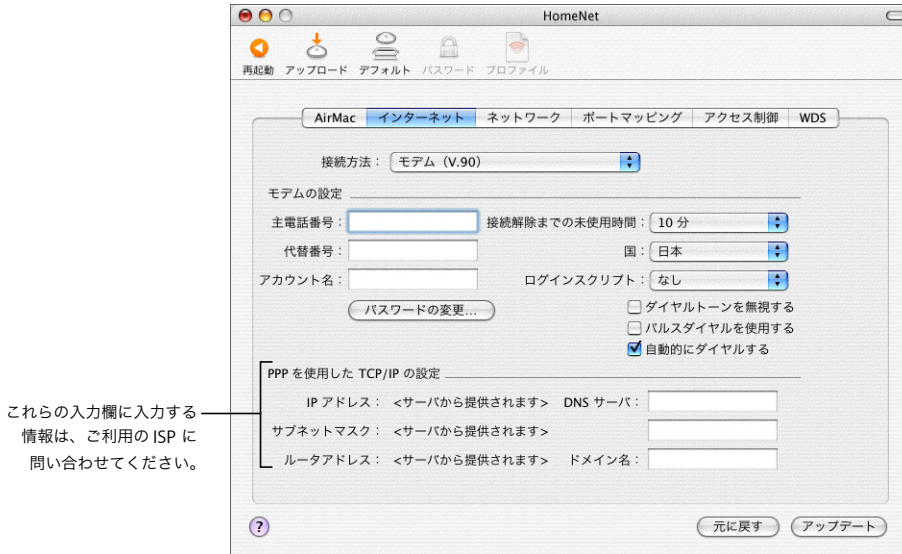 HomeNet
再起動 アップロード デフォルト パスワード プロファイル
AirMac インターネット ネットワーク ポートマッピング アクセス制御 WDS
接続方法： モデム（V.90）
モデムの設定
主電話番号： 接続解除までの未使用時間： 10 分
代替番号： 国： 日本
アカウント名： ログインスクリプト： なし
パスワードの変更... ダイヤルトーンを無視する
パルスダイヤルを使用する
自動的にダイヤルする
PPP を使用した TCP/IP の設定
IP アドレス： <サーバから提供されます> DNS サーバ：
サブネットマスク： <サーバから提供されます>
ルータアドレス： <サーバから提供されます> ドメイン名：
これらの入力欄に入力する
情報は、ご利用の ISP に
問い合わせてください。
? 元に戻す アップデート